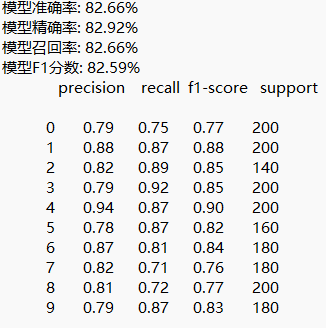 模型准确率: 82.66%
模型精确率: 82.92%
模型召回率: 82.66%
模型F1分数: 82.59%
precision recall f1-score support
0 0.79 0.75 0.77 200
1 0.88 0.87 0.88 200
2 0.82 0.89 0.85 140
3 0.79 0.92 0.85 200
4 0.94 0.87 0.90 200
5 0.78 0.87 0.82 160
6 0.87 0.81 0.84 180
7 0.82 0.71 0.76 180
8 0.81 0.72 0.77 200
9 0.79 0.87 0.83 180